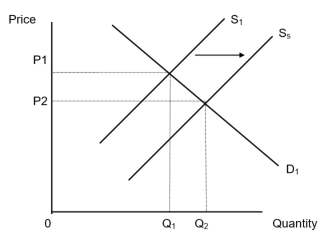 Price
S₁
Sₛ
P1
P2
D₁
0
Q₁
Q₂
Quantity